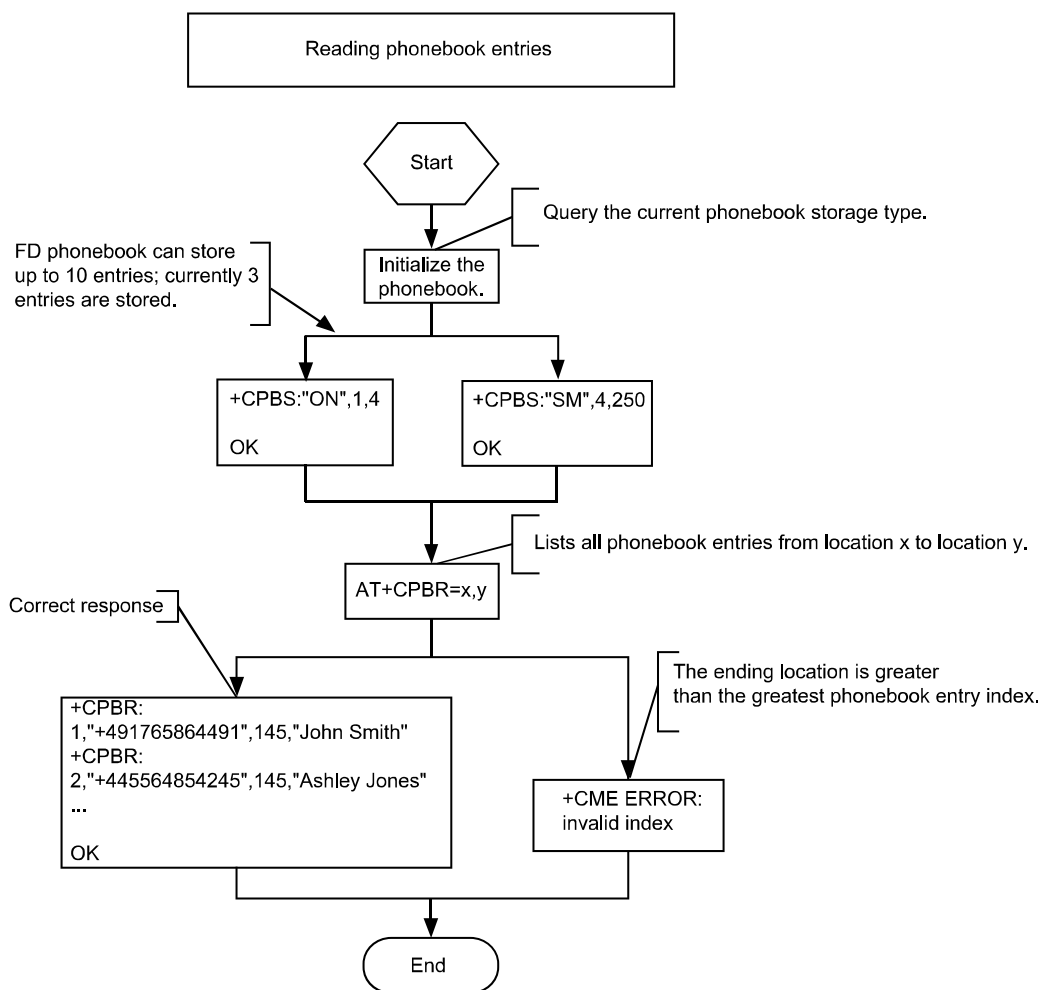 Reading phonebook entries
Start
Query the current phonebook storage type.
FD phonebook can store
up to 10 entries; currently 3
entries are stored.
Initialize the
phonebook.
+CPBS:"ON",1,4
OK
+CPBS:"SM",4,250
OK
Lists all phonebook entries from location x to location y.
AT+CPBR=x,y
Correct response
The ending location is greater
than the greatest phonebook entry index.
+CPBR:
1,"+491765864491",145,"John Smith"
+CPBR:
2,"+445564854245",145,"Ashley Jones"
...
OK
+CME ERROR:
invalid index
End